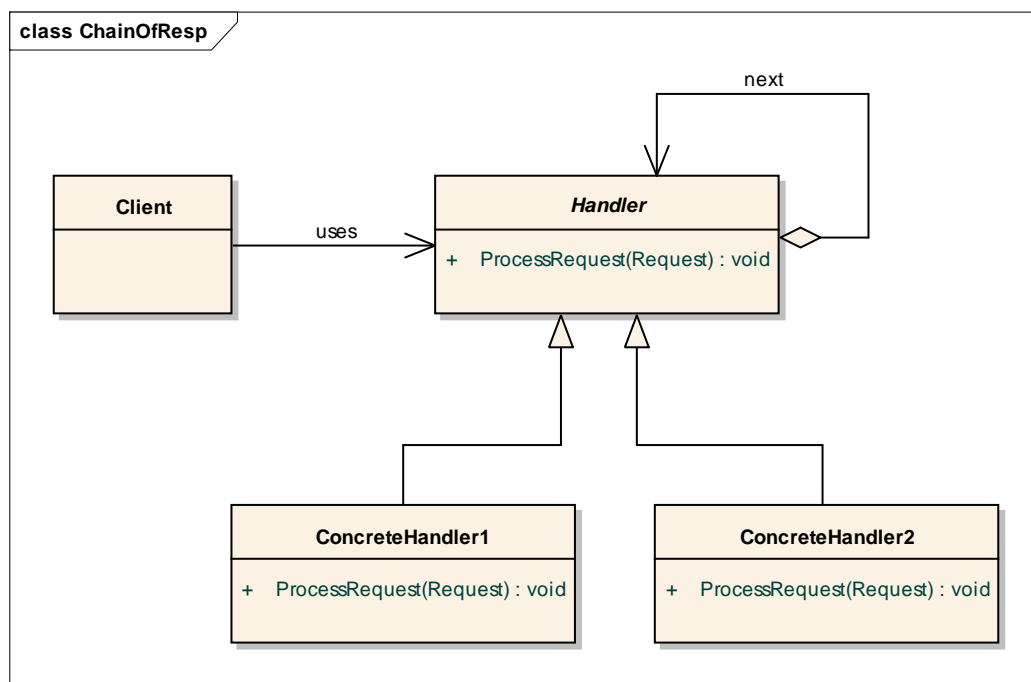 class ChainOfResp
next
Client
uses
Handler
+ ProcessRequest(Request) : void
ConcreteHandler1
+ ProcessRequest(Request) : void
ConcreteHandler2
+ ProcessRequest(Request) : void